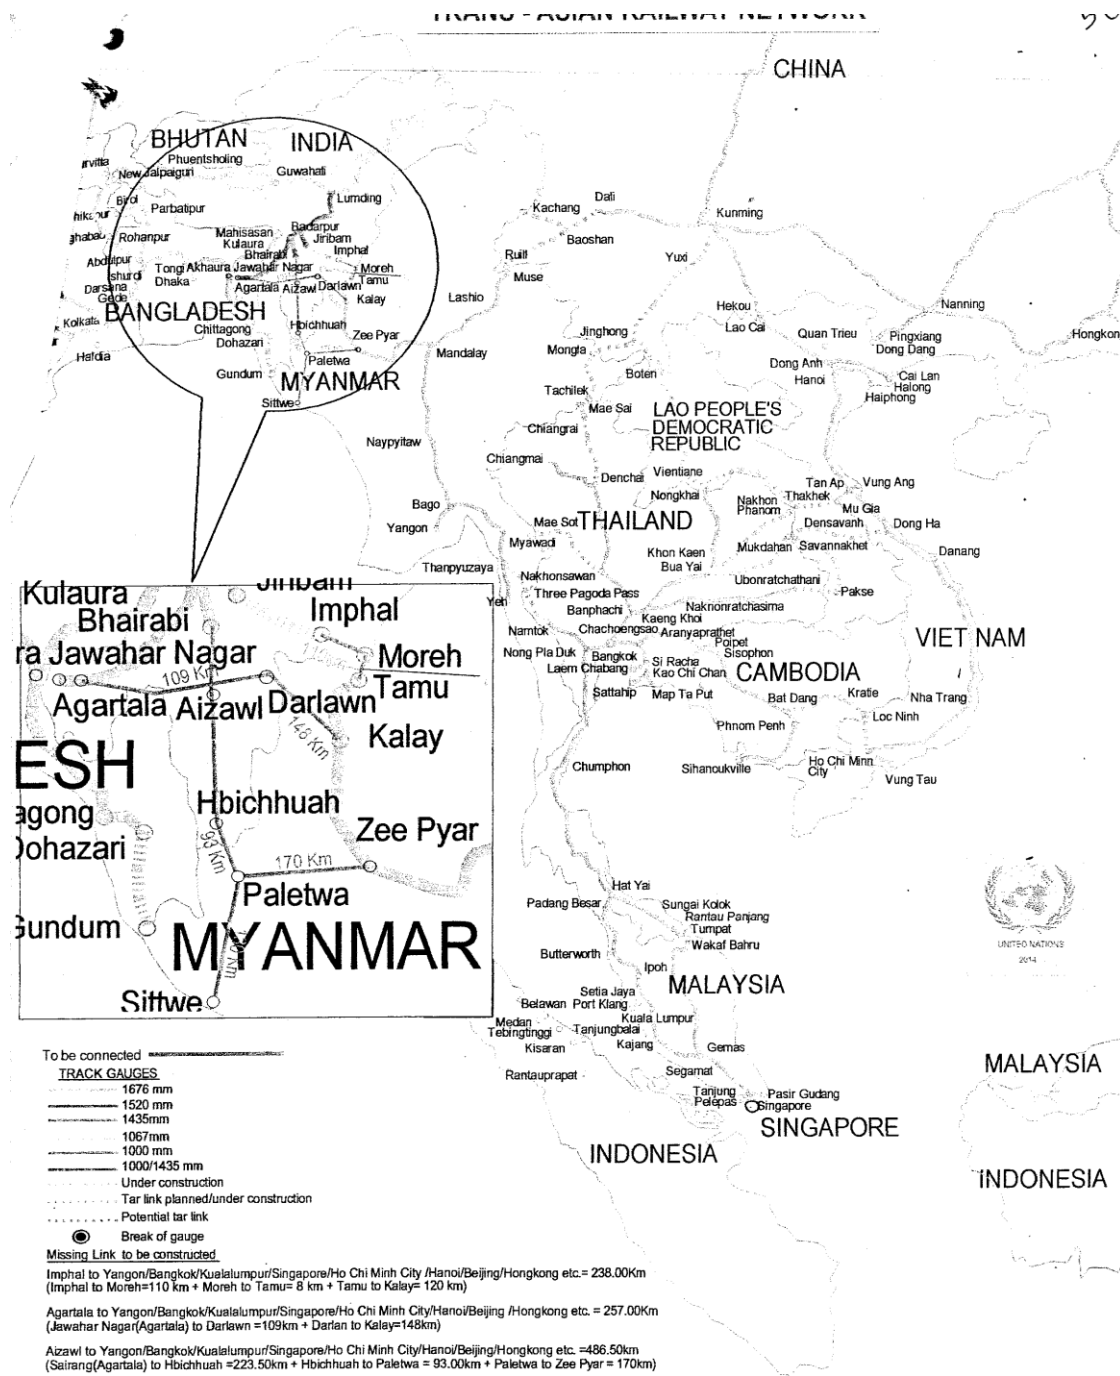 TRANS - ASIAN RAILWAY NETWORK
CHINA
BHUTAN
INDIA
Phuentsholing
New Jalpaiguri
Guwahati
Birol
Parbatipur
Lumding
Mahisasan
Badarpur
Rohanpur
Kulaura
Jiribam
Bhairabi
Imphal
Abdulpur
Tongi
Akhaura
Jawahar Nagar
Moreh
Dhaka
Tamu
Darsana
Agartala
Aizawl
Darlawn
Gede
Kalay
BANGLADESH
Kolkata
Chittagong
Hbichhuah
Dohazari
Zee Pyar
Haldia
Paletwa
Gundum
MYANMAR
Sittwe
Kachang
Dali
Kunming
Baoshan
Ruili
Yuxi
Muse
Lashio
Hekou
Nanning
Jinghong
Lao Cai
Quan Trieu
Pingxiang
Hongkon
Mandalay
Mongla
Dong Dang
Dong Anh
Boten
Hanoi
Cai Lan
Tachilek
Halong
Haiphong
Mae Sai
LAO PEOPLE'S
DEMOCRATIC
REPUBLIC
Chiangrai
Naypyitaw
Chiangmai
Denchai
Vientiane
Nongkhai
Tan Ap
Vung Ang
Nakhon
Phanom
Thakhek
Mu Gia
Bago
Yangon
Mae Sot
THAILAND
Densavanh
Dong Ha
Myawadi
Khon Kaen
Mukdahan
Savannakhet
Danang
Bua Yai
Thanpyuzaya
Nakhonsawan
Ubonratchathani
Three Pagoda Pass
Pakse
Yeh
Banphachi
Nakhonratchasima
Kaeng Khoi
Namtok
Chachoengsao
Aranyaprathet
VIET NAM
Poipet
Nong Pla Duk
Bangkok
Si Racha
Sisophon
Laem Chabang
Kao Chi Chan
CAMBODIA
Sattahip
Map Ta Put
Bat Dang
Kratie
Nha Trang
Phnom Penh
Loc Ninh
Chumphon
Sihanoukville
Ho Chi Minn
City
Vung Tau
Kulaura
Jiribam
Bhairabi
Imphal
ra Jawahar Nagar
Moreh
109 Km
Tamu
Agartala
Aizawl
Darlawn
148 Km
Kalay
ESH
agong
Hbichhuah
Dohazari
93 Km
Zee Pyar
170 Km
Paletwa
Gundum
MYANMAR
Sittwe
Hat Yai
Padang Besar
Sungai Kolok
Rantau Panjang
Tumpat
Wakaf Bahru
Butterworth
Ipoh
UNITED NATIONS
2014
MALAYSIA
Setia Jaya
Belawan
Port Klang
Medan
Kuala Lumpur
Tebingtinggi
Tanjungbalai
Kisaran
Kajang
Gemas
MALAYSIA
Rantauprapat
Segamat
Tanjung
Pelepas
Pasir Gudang
Singapore
SINGAPORE
INDONESIA
INDONESIA
To be connected
TRACK GAUGES
1676 mm
1520 mm
1435mm
1067mm
1000 mm
1000/1435 mm
Under construction
Tar link planned/under construction
Potential tar link
Break of gauge
Missing Link to be constructed
Imphal to Yangon/Bangkok/Kualalumpur/Singapore/Ho Chi Minh City /Hanoi/Beijing/Hongkong etc.= 238.00Km
(Imphal to Moreh=110 km + Moreh to Tamu= 8 km + Tamu to Kalay= 120 km)
Agartala to Yangon/Bangkok/Kualalumpur/Singapore/Ho Chi Minh City/Hanoi/Beijing /Hongkong etc. = 257.00Km
(Jawahar Nagar(Agartala) to Darlawn =109km + Darlan to Kalay=148km)
Aizawl to Yangon/Bangkok/Kualalumpur/Singapore/Ho Chi Minh City/Hanoi/Beijing/Hongkong etc. =486.50km
(Sairang(Agartala) to Hbichhuah =223.50km + Hbichhuah to Paletwa = 93.00km + Paletwa to Zee Pyar = 170km)